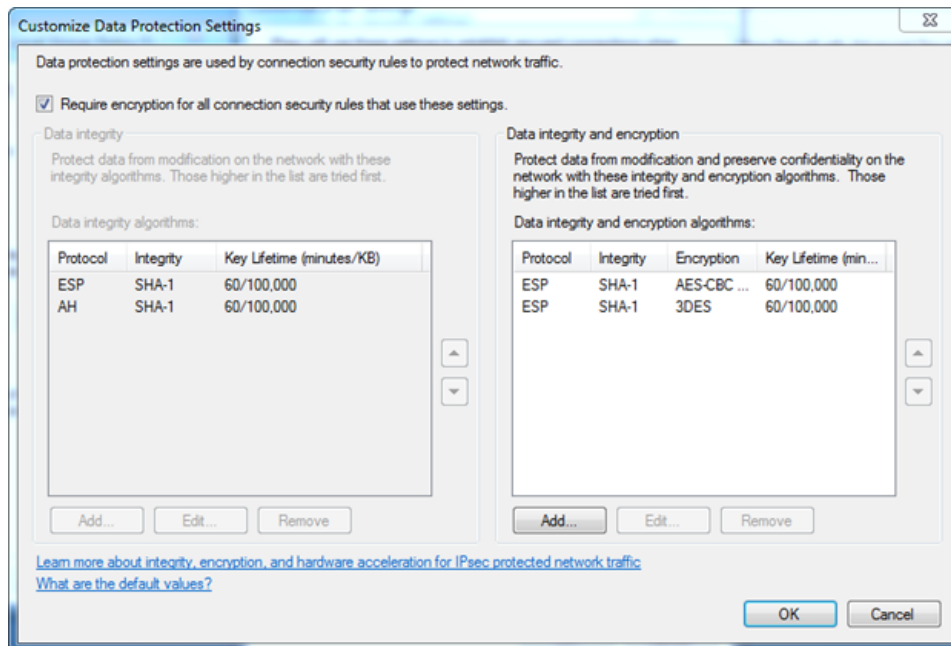 Customize Data Protection Settings
Data protection settings are used by connection security rules to protect network traffic.
Require encryption for all connection security rules that use these settings.
Data integrity
Protect data from modification on the network with these
integrity algorithms. Those higher in the list are tried first.
Data integrity algorithms:
Protocol Integrity Key Lifetime (minutes/KB)
ESP SHA-1 60/100,000
AH SHA-1 60/100,000
Add... Edit... Remove
Data integrity and encryption
Protect data from modification and preserve confidentiality on the
network with these integrity and encryption algorithms. Those
higher in the list are tried first.
Data integrity and encryption algorithms:
Protocol Integrity Encryption Key Lifetime (min...
ESP SHA-1 AES-CBC ... 60/100,000
ESP SHA-1 3DES 60/100,000
Add... Edit... Remove
Learn more about integrity, encryption, and hardware acceleration for IPsec protected network traffic
What are the default values?
OK Cancel